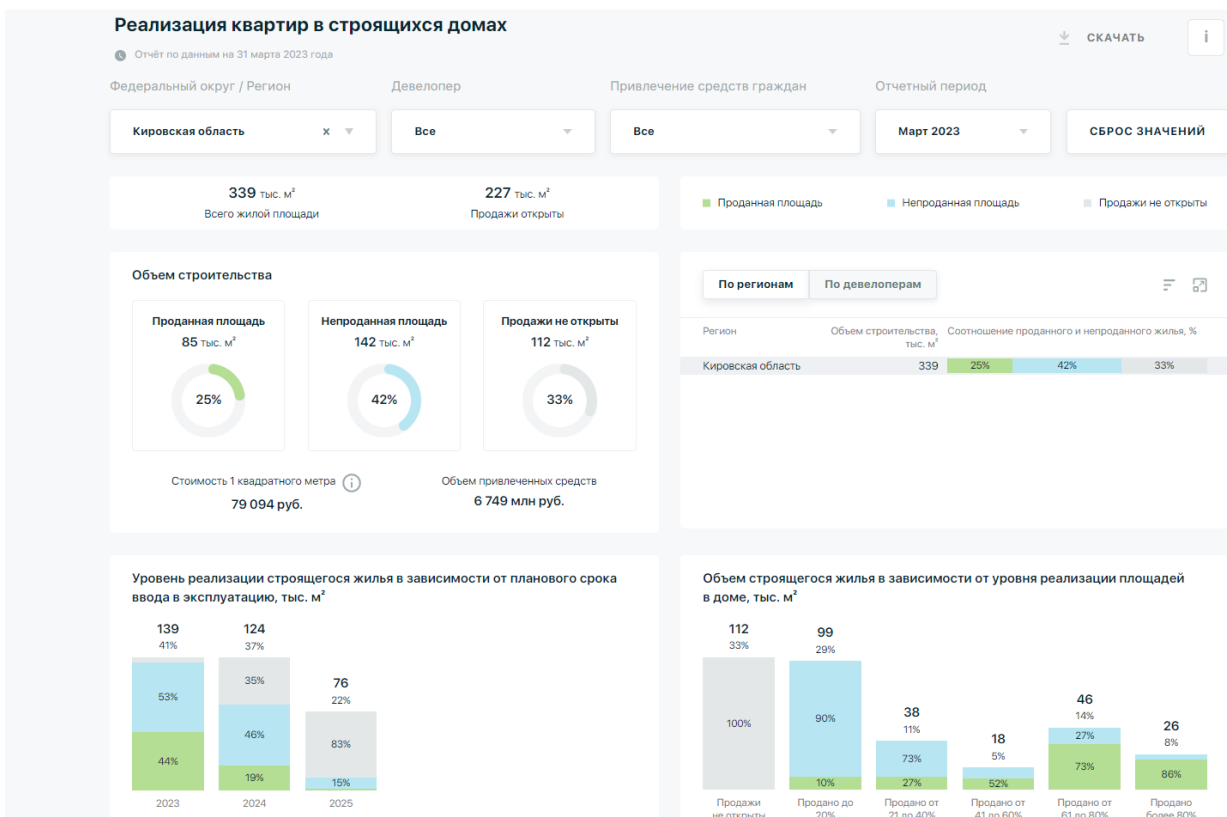 Реализация квартир в строящихся домах
Отчёт по данным на 31 марта 2023 года
СКАЧАТЬ
i
Федеральный округ / Регион
Девелопер
Привлечение средств граждан
Отчетный период
Кировская область x
Все
Все
Март 2023
СБРОС ЗНАЧЕНИЙ
339 тыс. м²
Всего жилой площади
227 тыс. м²
Продажи открыты
Проданная площадь
Непроданная площадь
Продажи не открыты
Объем строительства
Проданная площадь
85 тыс. м²
25%
Непроданная площадь
142 тыс. м²
42%
Продажи не открыты
112 тыс. м²
33%
Стоимость 1 квадратного метра i
79 094 руб.
Объем привлеченных средств
6 749 млн руб.
По регионам
По девелоперам
Регион
Объем строительства,
тыс. м²
Соотношение проданного и непроданного жилья, %
Кировская область 339 25% 42% 33%
Уровень реализации строящегося жилья в зависимости от планового срока
ввода в эксплуатацию, тыс. м²
139
41%
53%
44%
2023
124
37%
35%
46%
19%
2024
76
22%
83%
15%
2025
Объем строящегося жилья в зависимости от уровня реализации площадей
в доме, тыс. м²
112
33%
100%
Продажи
не открыты
99
29%
90%
10%
Продано до
20%
38
11%
73%
27%
Продано от
21 до 40%
18
5%
52%
Продано от
41 до 60%
46
14%
27%
73%
Продано от
61 до 80%
26
8%
86%
Продано
более 80%